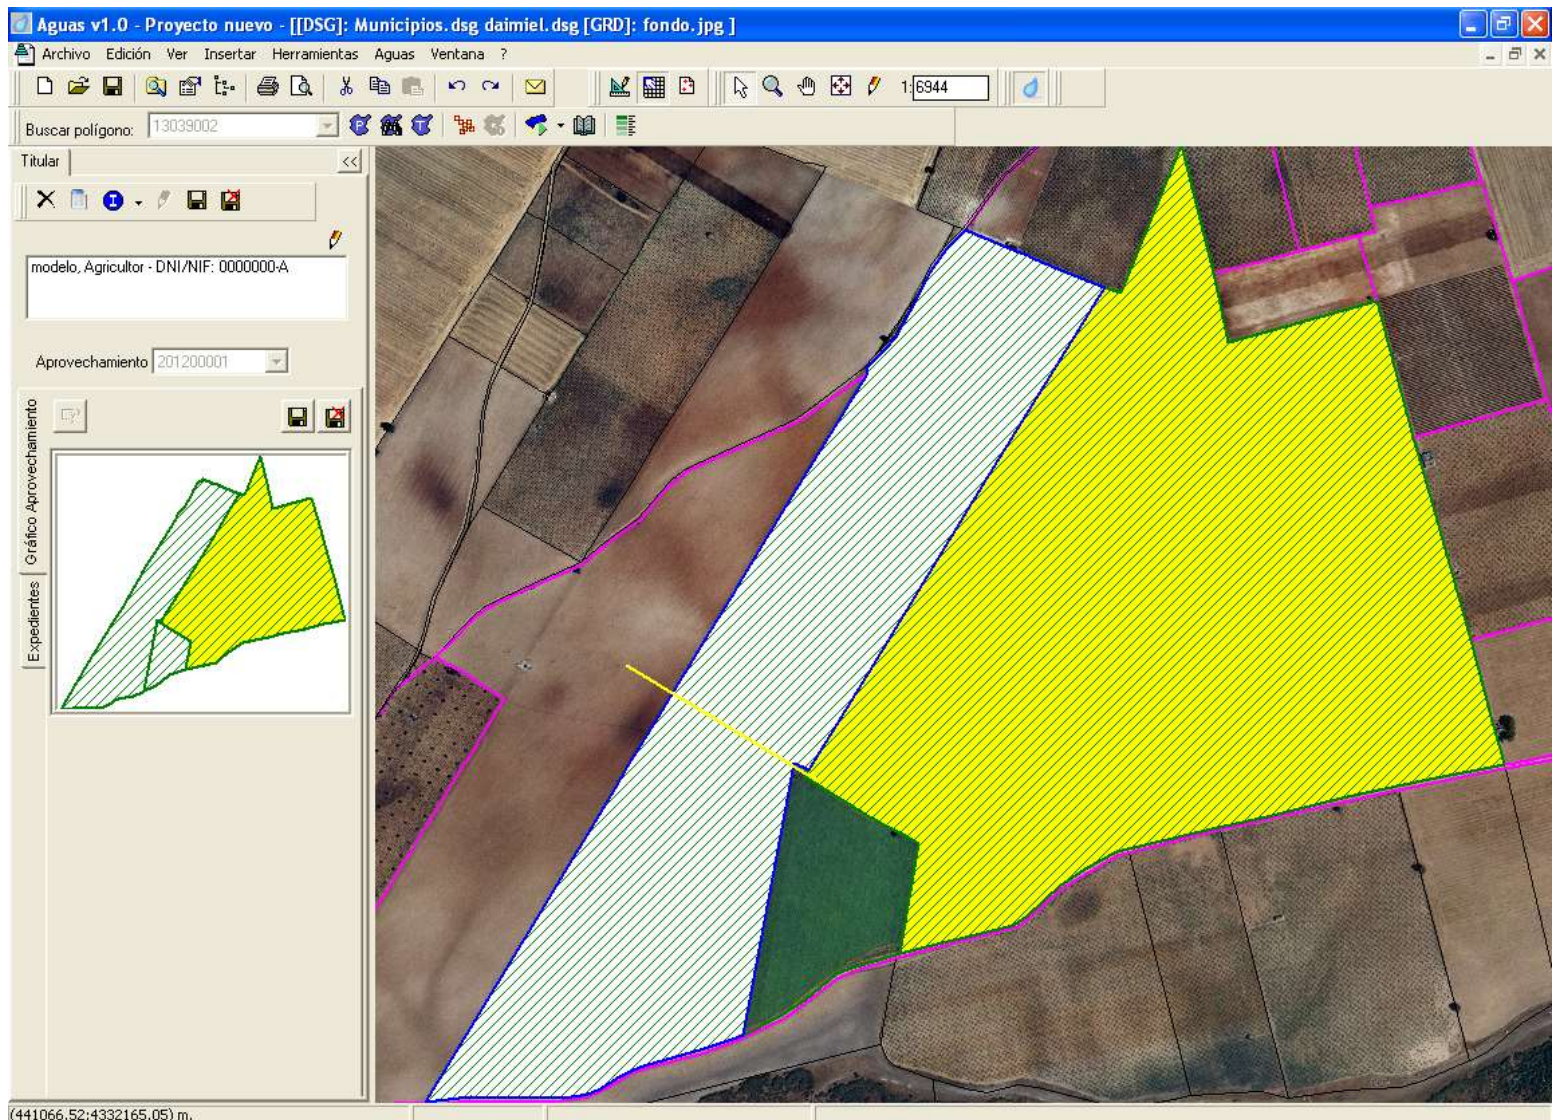 Aguas v1.0 - Proyecto nuevo - [[DSG]: Municipios.dsg daimiel.dsg [GRD]: fondo.jpg ]
Archivo Edición Ver Insertar Herramientas Aguas Ventana ?
1: 6944
Buscar polígono: 13039002
P T
Titular <<
I
modelo, Agricultor - DNI/NIF: 0000000-A
Aprovechamiento 201200001
Gráfico Aprovechamiento
Expedientes
(441066.52;4332165.05) m.